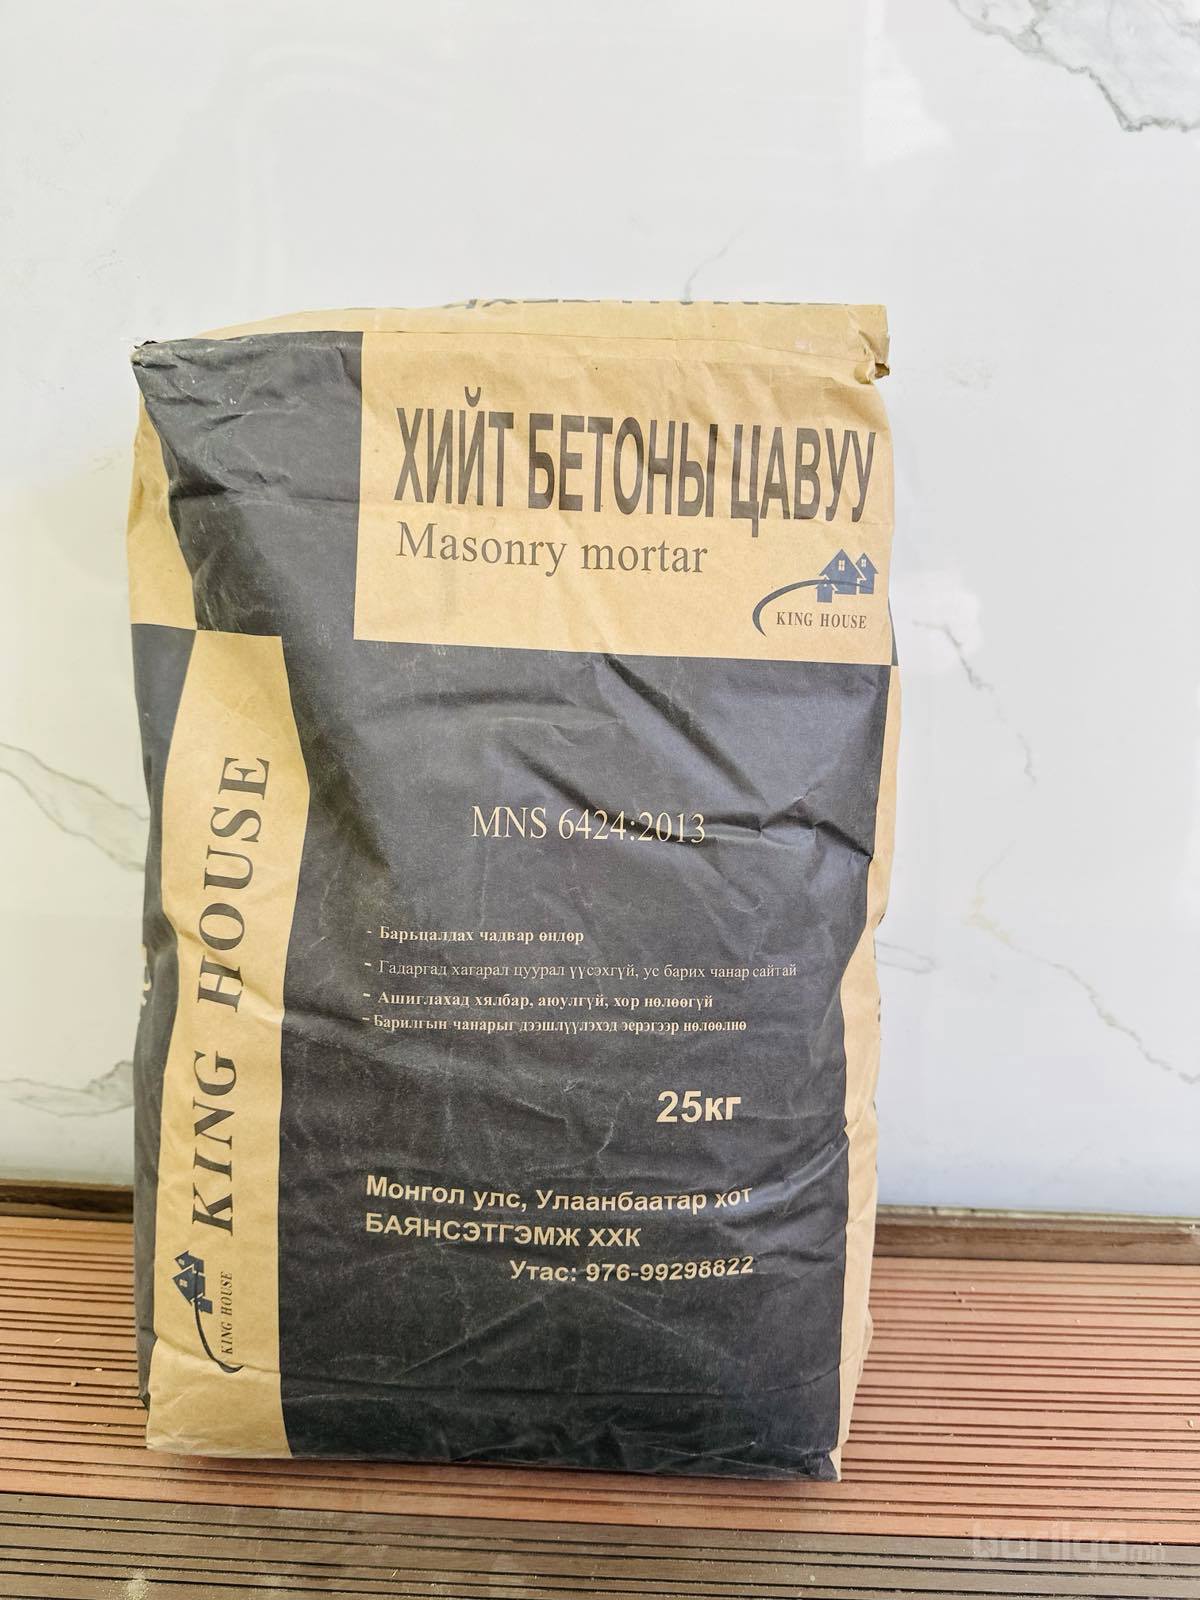 ХИЙТ БЕТОНЫ ЦАВУУ
Masonry mortar
KING HOUSE
MNS 6424:2013
- Барьцалдах чадвар өндөр
- Гадаргад хагарал цуурал үүсэхгүй, ус барих чанар сайтай
- Ашиглахад хялбар, аюулгүй, хор нөлөөгүй
- Барилгын чанарыг дээшлүүлэхэд эерэгээр нөлөөлнө
25кг
Монгол улс, Улаанбаатар хот
БАЯНСЭТГЭМЖ ХХК
Утас: 976-99298822
KING HOUSE
KING HOUSE
barilga.mn